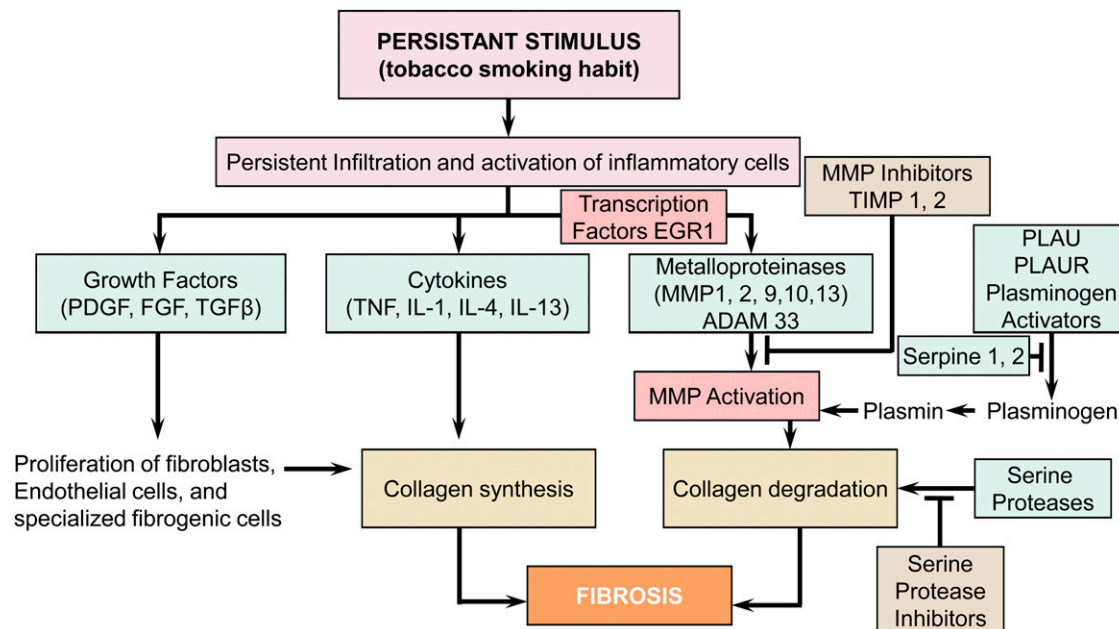 PERSISTANT STIMULUS
(tobacco smoking habit)
Persistent Infiltration and activation of inflammatory cells
MMP Inhibitors
TIMP 1, 2
Transcription
Factors EGR1
Growth Factors
(PDGF, FGF, TGFβ)
Cytokines
(TNF, IL-1, IL-4, IL-13)
Metalloproteinases
(MMP1, 2, 9,10,13)
ADAM 33
PLAU
PLAUR
Plasminogen
Activators
Serpine 1, 2
MMP Activation
Plasmin
Plasminogen
Proliferation of fibroblasts,
Endothelial cells, and
specialized fibrogenic cells
Collagen synthesis
Collagen degradation
Serine
Proteases
Serine
Protease
Inhibitors
FIBROSIS